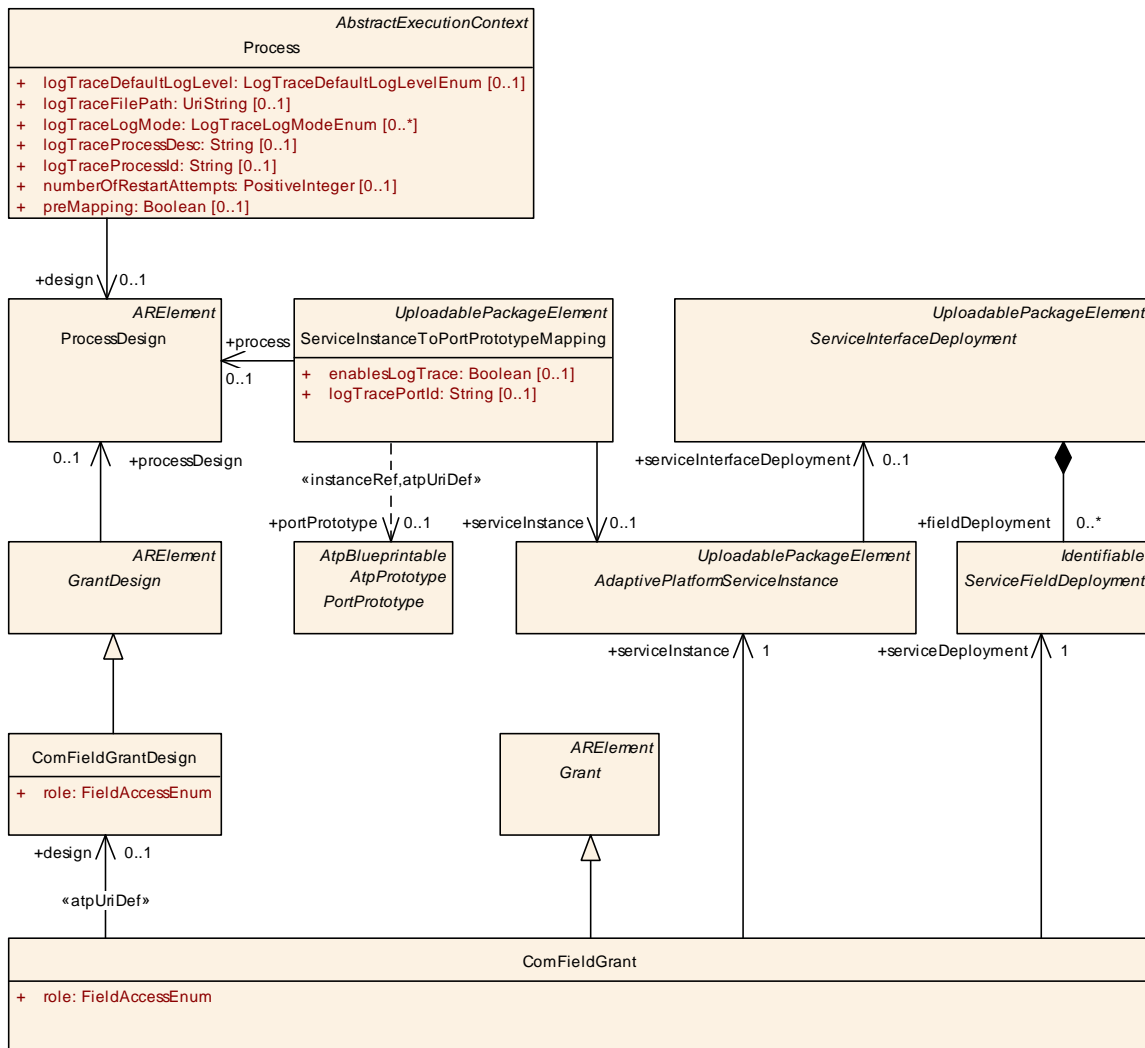 AbstractExecutionContext
Process
+ logTraceDefaultLogLevel: LogTraceDefaultLogLevelEnum [0..1]
+ logTraceFilePath: UriString [0..1]
+ logTraceLogMode: LogTraceLogModeEnum [0..*]
+ logTraceProcessDesc: String [0..1]
+ logTraceProcessId: String [0..1]
+ numberOfRestartAttempts: PositiveInteger [0..1]
+ preMapping: Boolean [0..1]
+design 0..1
ARElement
ProcessDesign
+process
0..1
UploadablePackageElement
ServiceInstanceToPortPrototypeMapping
+ enablesLogTrace: Boolean [0..1]
+ logTracePortId: String [0..1]
UploadablePackageElement
ServiceInterfaceDeployment
0..1 +processDesign
«instanceRef,atpUriDef»
+portPrototype 0..1
+serviceInstance 0..1
+serviceInterfaceDeployment 0..1
+fieldDeployment 0..*
ARElement
GrantDesign
AtpBlueprintable
AtpPrototype
PortPrototype
UploadablePackageElement
AdaptivePlatformServiceInstance
Identifiable
ServiceFieldDeployment
+serviceInstance 1
+serviceDeployment 1
ComFieldGrantDesign
+ role: FieldAccessEnum
ARElement
Grant
+design 0..1
«atpUriDef»
ComFieldGrant
+ role: FieldAccessEnum